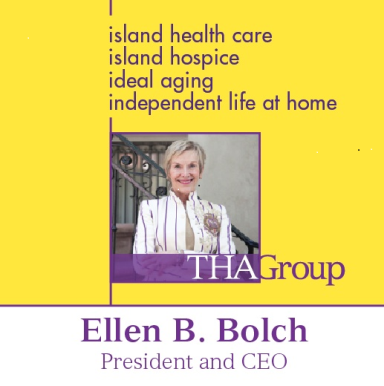 island health care
island hospice
ideal aging
independent life at home
THAGroup
Ellen B. Bolch
President and CEO